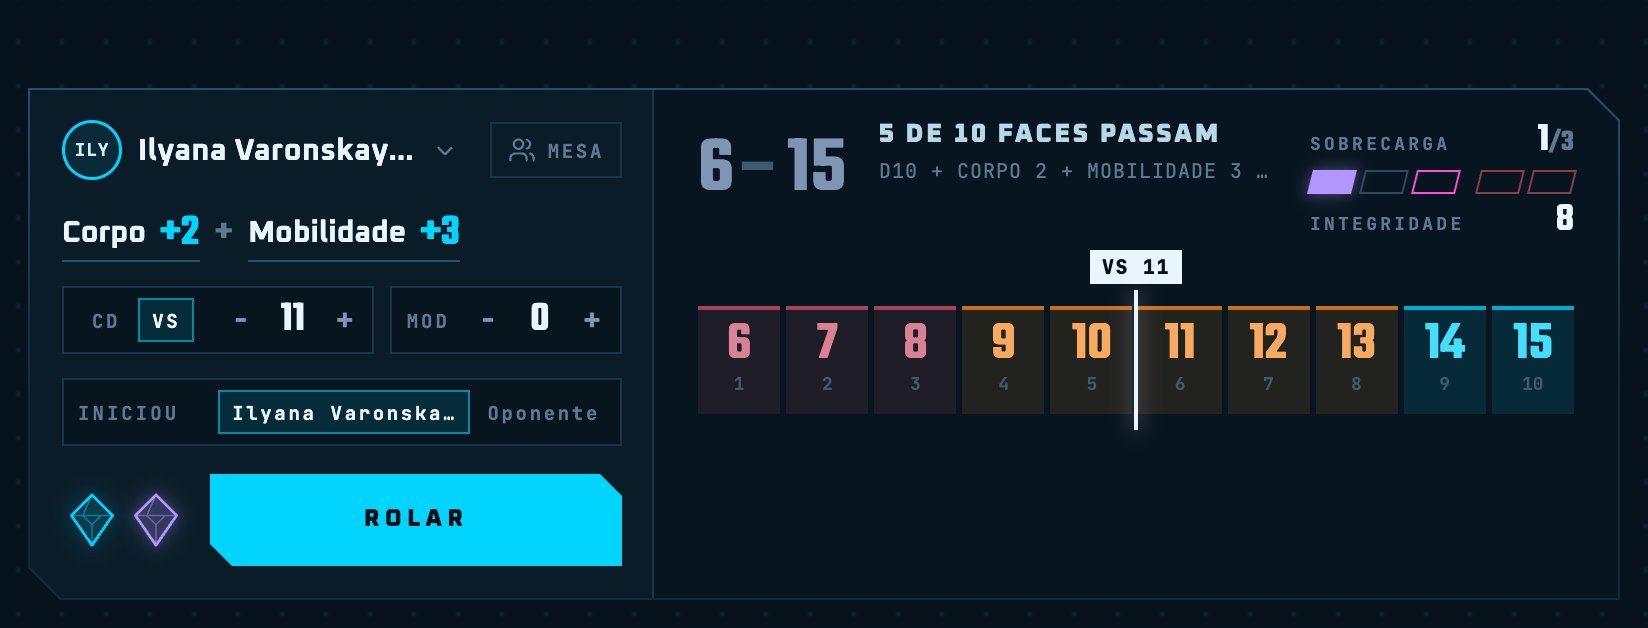 ILY Ilyana Varonskay... MESA
Corpo +2 + Mobilidade +3
CD VS - 11 + MOD - 0 +
INICIOU Ilyana Varonska… Oponente
ROLAR
6-15
5 DE 10 FACES PASSAM
D10 + CORPO 2 + MOBILIDADE 3 …
SOBRECARGA 1/3
INTEGRIDADE 8
VS 11
6 7 8 9 10 11 12 13 14 15
1 2 3 4 5 6 7 8 9 10